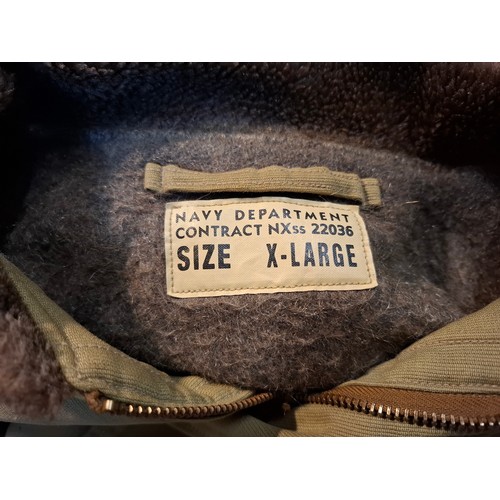 NAVY DEPARTMENT
CONTRACT NXss 22036
SIZE X-LARGE